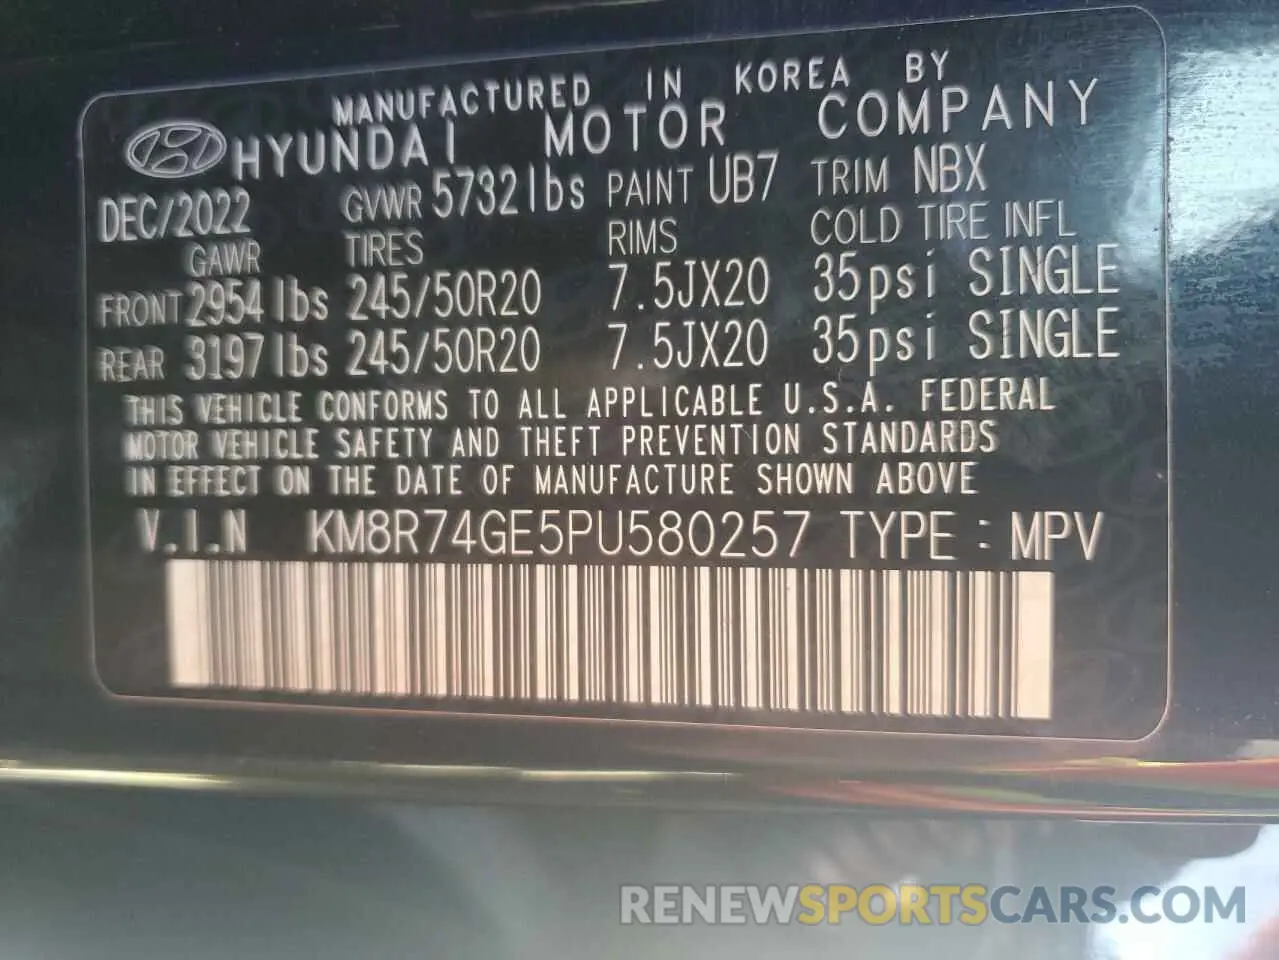 MANUFACTURED IN KOREA BY
HYUNDAI MOTOR COMPANY
DEC/2022 GVWR 5732lbs PAINT UB7 TRIM NBX
GAWR TIRES RIMS COLD TIRE INFL
FRONT 2954lbs 245/50R20 7.5JX20 35psi SINGLE
REAR 3197lbs 245/50R20 7.5JX20 35psi SINGLE
THIS VEHICLE CONFORMS TO ALL APPLICABLE U.S.A. FEDERAL
MOTOR VEHICLE SAFETY AND THEFT PREVENTION STANDARDS
IN EFFECT ON THE DATE OF MANUFACTURE SHOWN ABOVE
V.I.N KM8R74GE5PU580257 TYPE : MPV
RENEWSPORTSCARS.COM